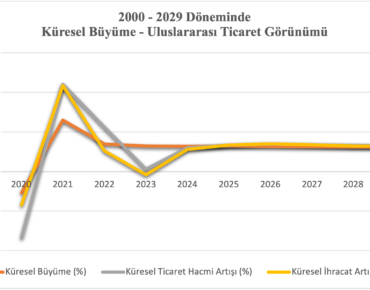 2000 - 2029 Döneminde
Küresel Büyüme - Uluslararası Ticaret Görünümü
2020 2021 2022 2023 2024 2025 2026 2027 2028
Küresel Büyüme (%) Küresel Ticaret Hacmi Artışı (%) Küresel İhracat Artı